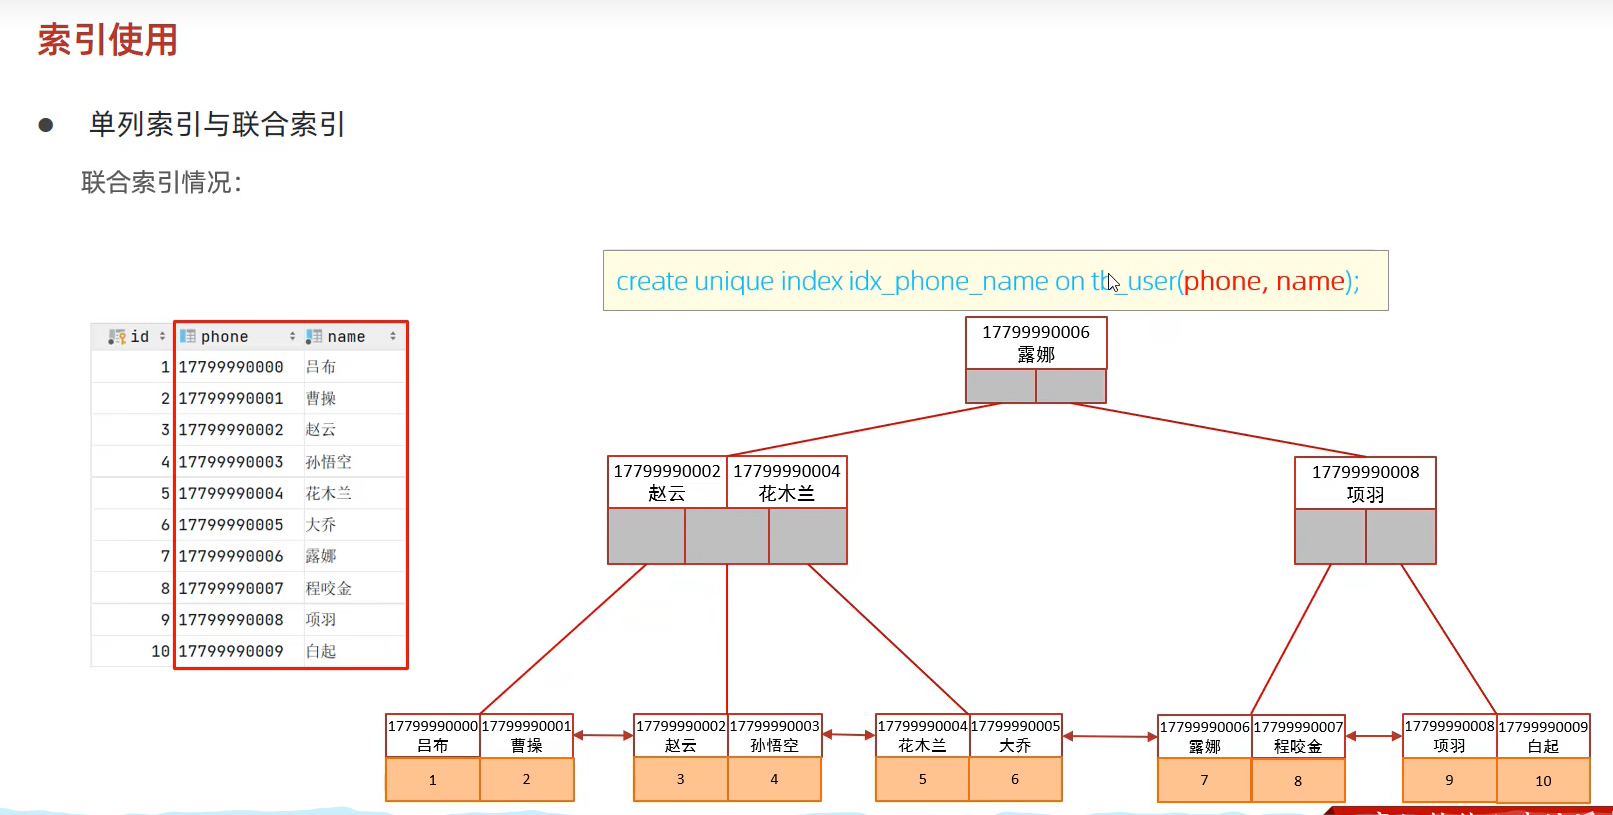 索引使用
● 单列索引与联合索引
联合索引情况：
create unique index idx_phone_name on tb_user(phone, name);
id phone name
1 17799990000 吕布
2 17799990001 曹操
3 17799990002 赵云
4 17799990003 孙悟空
5 17799990004 花木兰
6 17799990005 大乔
7 17799990006 露娜
8 17799990007 程咬金
9 17799990008 项羽
10 17799990009 白起
17799990006
露娜
17799990002 17799990004
赵云 花木兰
17799990008
项羽
17799990000 17799990001
吕布 曹操
1 2
17799990002 17799990003
赵云 孙悟空
3 4
17799990004 17799990005
花木兰 大乔
5 6
17799990006 17799990007
露娜 程咬金
7 8
17799990008 17799990009
项羽 白起
9 10